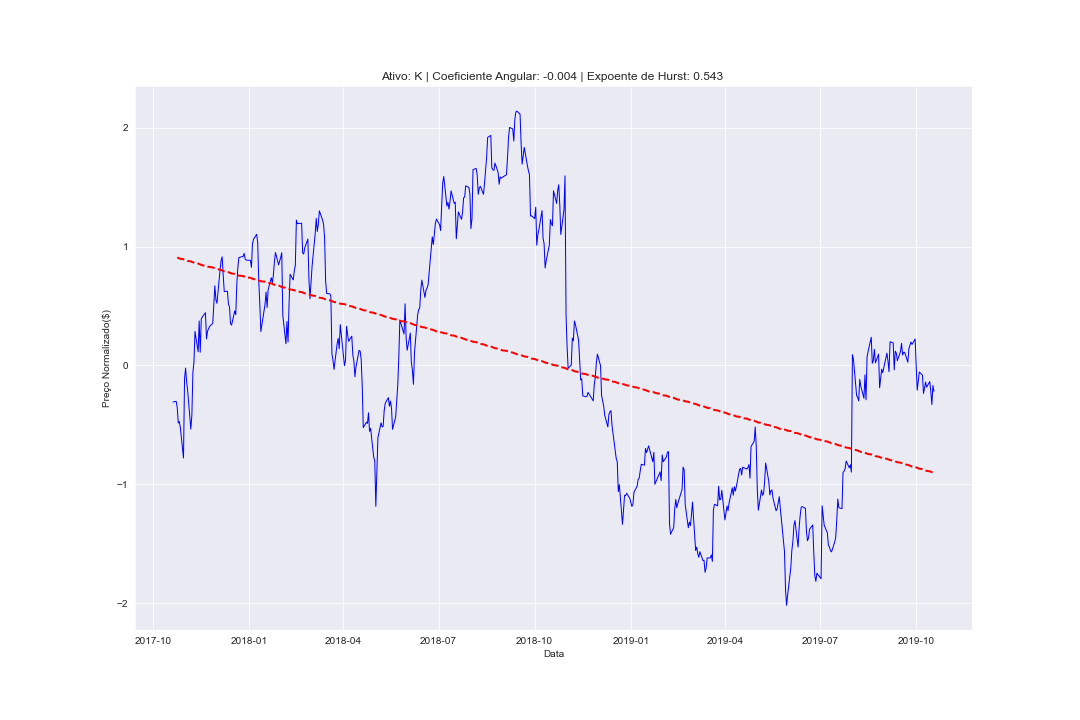 Ativo: K | Coeficiente Angular: -0.004 | Expoente de Hurst: 0.543
Preço Normalizado($)
2
1
0
−1
−2
2017-10 2018-01 2018-04 2018-07 2018-10 2019-01 2019-04 2019-07 2019-10
Data